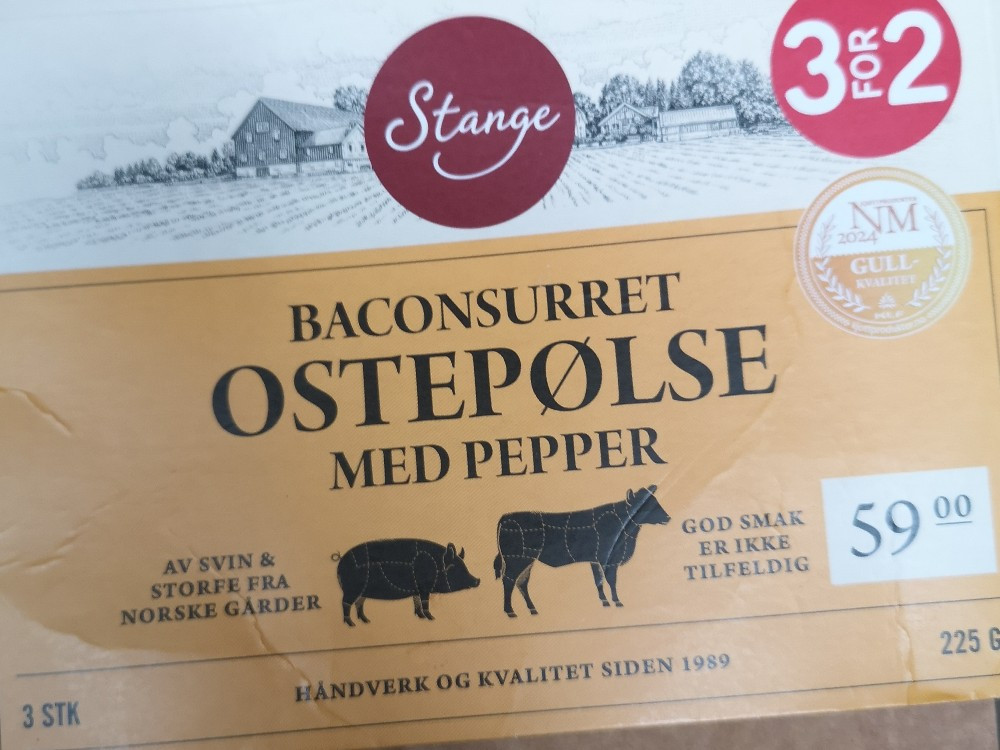 Stange
3 FOR 2
NM
2024
GULL-
KVALITET
BACONSURRET
OSTEPØLSE
MED PEPPER
AV SVIN &
STORFE FRA
NORSKE GÅRDER
GOD SMAK
ER IKKE
TILFELDIG
59 00
HÅNDVERK OG KVALITET SIDEN 1989
3 STK
225 G